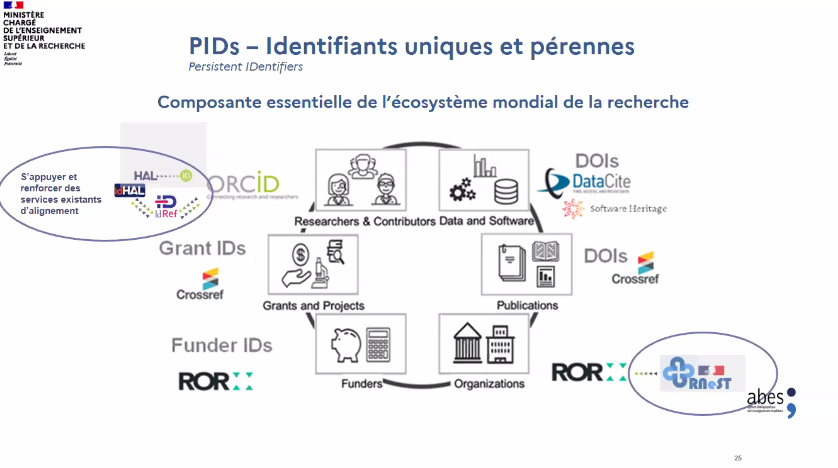 MINISTÈRE
CHARGÉ
DE L'ENSEIGNEMENT
SUPÉRIEUR
ET DE LA RECHERCHE
Liberté
Égalité
Fraternité
PIDs – Identifiants uniques et pérennes
Persistent IDentifiers
Composante essentielle de l'écosystème mondial de la recherche
S'appuyer et
renforcer des
services existants
d'alignement
HAL
iD
IdHAL
IdRef
ORCID
Connecting research and researchers
Researchers & Contributors
Data and Software
DOIs
DataCite
Software Heritage
Grant IDs
Crossref
Grants and Projects
Publications
DOIs
Crossref
Funder IDs
ROR
Funders
Organizations
ROR
RNeST
abes
25